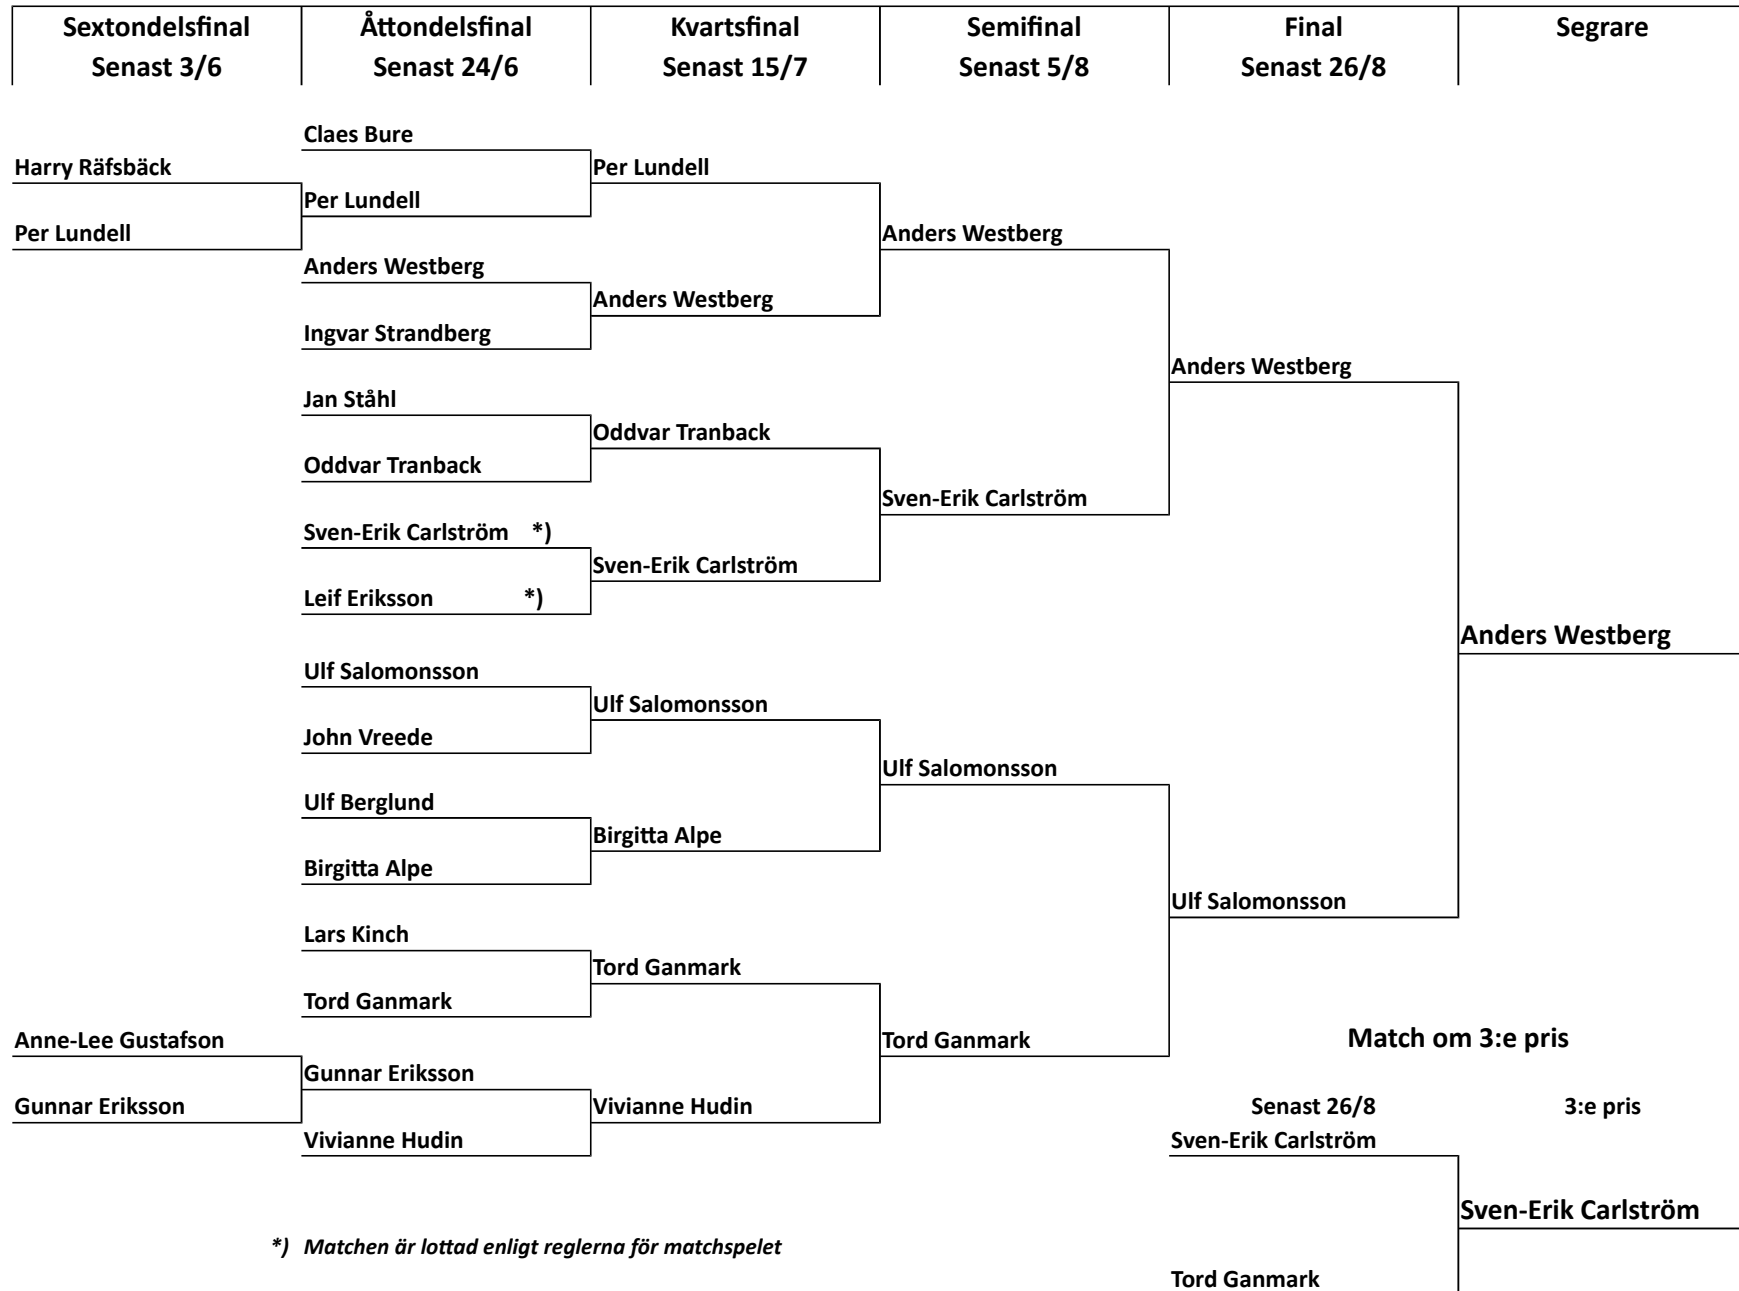 Sextondelsfinal Åttondelsfinal Kvartsfinal Semifinal Final Segrare
Senast 3/6 Senast 24/6 Senast 15/7 Senast 5/8 Senast 26/8
Claes Bure
Harry Räfsbäck Per Lundell
Per Lundell
Per Lundell Anders Westberg
Anders Westberg
Anders Westberg
Ingvar Strandberg
Anders Westberg
Jan Ståhl
Oddvar Tranback
Oddvar Tranback
Sven-Erik Carlström
Sven-Erik Carlström *)
Sven-Erik Carlström
Leif Eriksson *)
Anders Westberg
Ulf Salomonsson
Ulf Salomonsson
John Vreede
Ulf Salomonsson
Ulf Berglund
Birgitta Alpe
Birgitta Alpe
Ulf Salomonsson
Lars Kinch
Tord Ganmark
Tord Ganmark
Anne-Lee Gustafson Tord Ganmark Match om 3:e pris
Gunnar Eriksson
Gunnar Eriksson Vivianne Hudin Senast 26/8 3:e pris
Vivianne Hudin Sven-Erik Carlström
Sven-Erik Carlström
*) Matchen är lottad enligt reglerna för matchspelet
Tord Ganmark